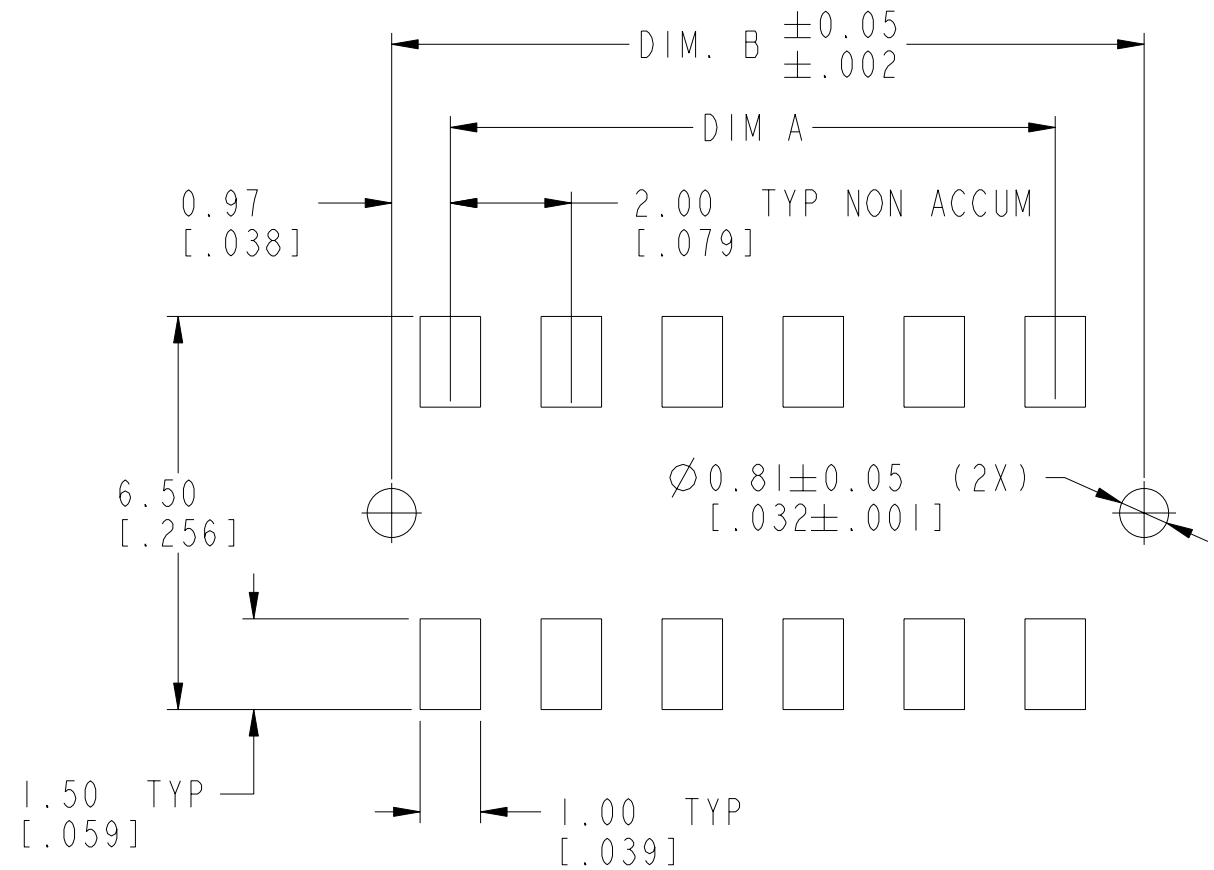 DIM. B ±0.05
±.002
DIM A
0.97
[.038]
2.00 TYP NON ACCUM
[.079]
6.50
[.256]
Ø0.81±0.05 (2X)
[.032±.001]
1.50 TYP
[.059]
1.00 TYP
[.039]